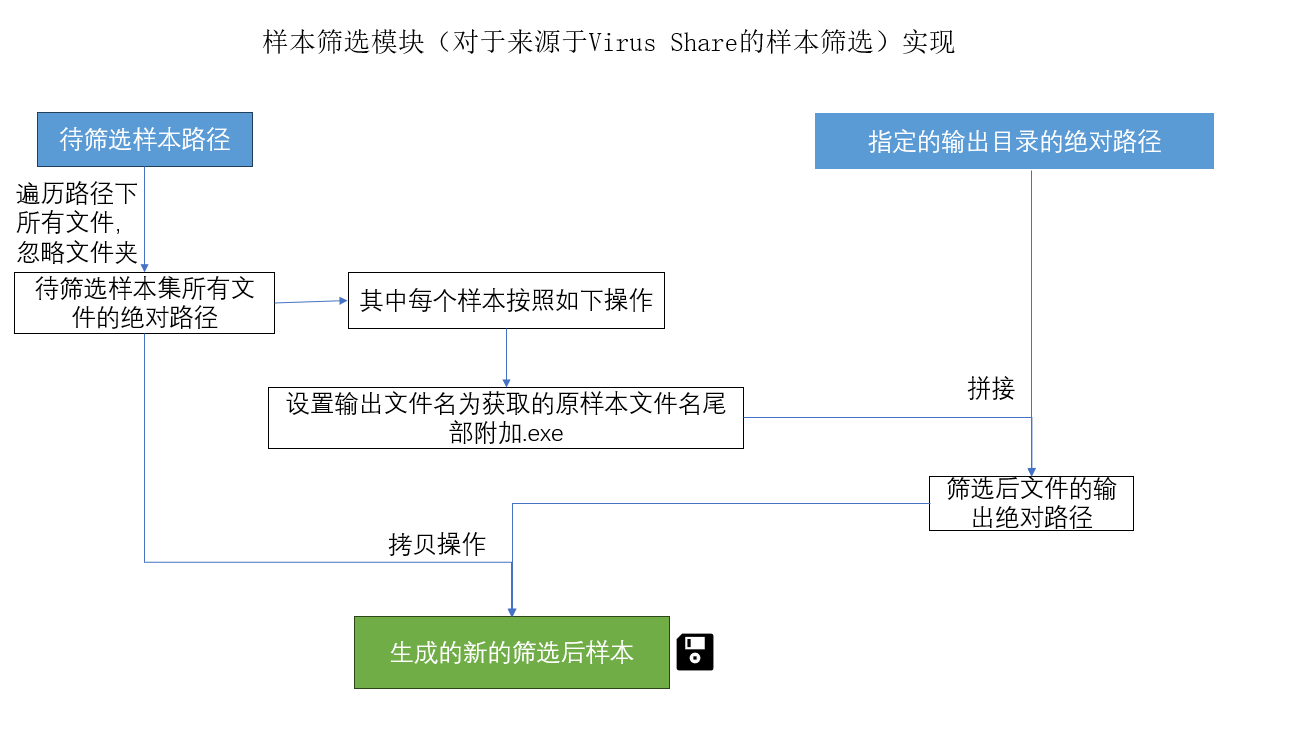 样本筛选模块（对于来源于Virus Share的样本筛选）实现
待筛选样本路径
指定的输出目录的绝对路径
遍历路径下
所有文件，
忽略文件夹
待筛选样本集所有文
件的绝对路径
其中每个样本按照如下操作
设置输出文件名为获取的原样本文件名尾
部附加.exe
拼接
筛选后文件的输
出绝对路径
拷贝操作
生成的新的筛选后样本